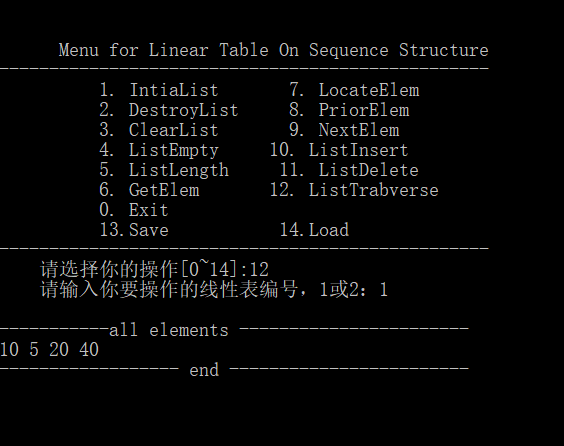 Menu for Linear Table On Sequence Structure
-------------------------------------------------
1. IntiaList 7. LocateElem
2. DestroyList 8. PriorElem
3. ClearList 9. NextElem
4. ListEmpty 10. ListInsert
5. ListLength 11. ListDelete
6. GetElem 12. ListTrabverse
0. Exit
13.Save 14.Load
-------------------------------------------------
请选择你的操作[0~14]:12
请输入你要操作的线性表编号，1或2：1
-----------all elements -----------------------
10 5 20 40
------------------ end ------------------------